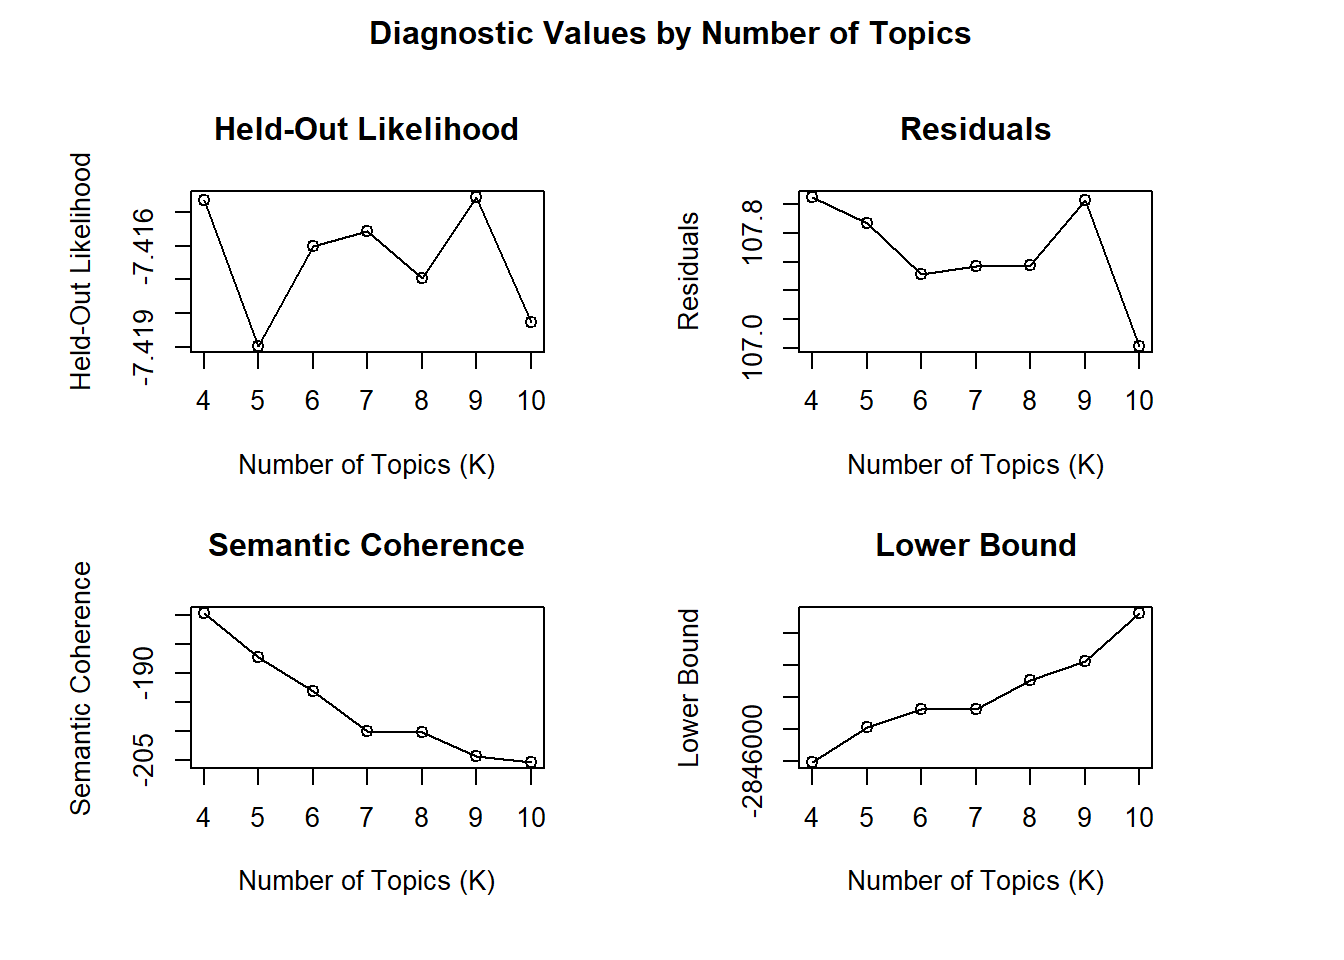 Diagnostic Values by Number of Topics
Held-Out Likelihood
Held-Out Likelihood
-7.416
-7.419
4 5 6 7 8 9 10
Number of Topics (K)
Residuals
Residuals
107.8
107.0
4 5 6 7 8 9 10
Number of Topics (K)
Semantic Coherence
Semantic Coherence
-190
-205
4 5 6 7 8 9 10
Number of Topics (K)
Lower Bound
Lower Bound
-2846000
4 5 6 7 8 9 10
Number of Topics (K)